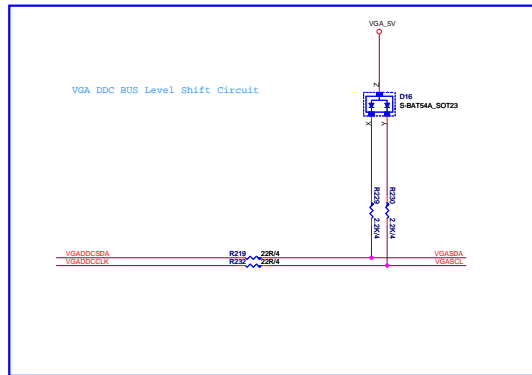 VGA_5V
VGA DDC BUS Level Shift Circuit
Z
D16
S-BAT54A_SOT23
X
Y
R229
R230
2.2K/4
2.2K/4
VGADDCSDA
R219
22R/4
VGASDA
VGADDCCLK
R232
22R/4
VGASCL